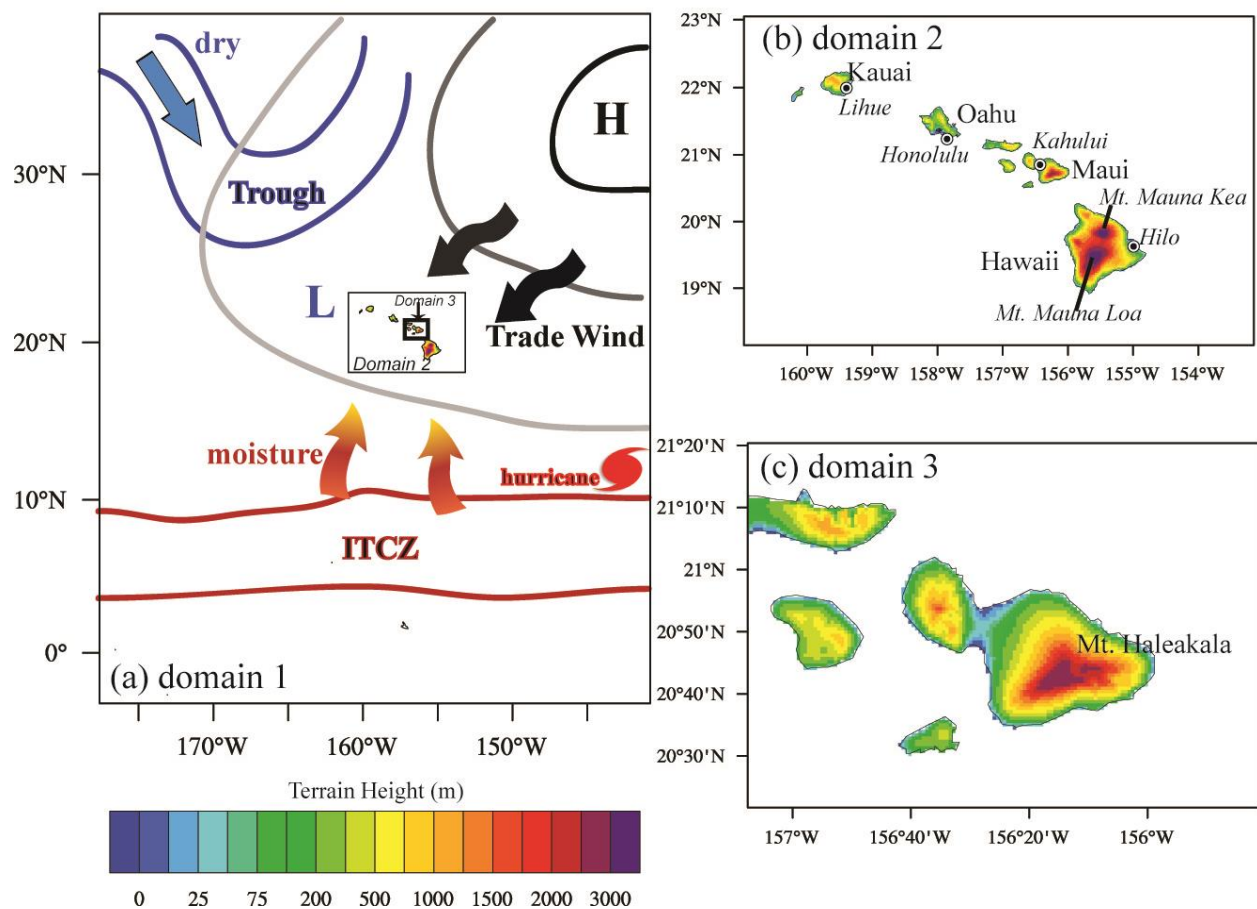 dry
H
Trough
30°N
L
Domain 3
Trade Wind
20°N
Domain 2
moisture
hurricane
10°N
ITCZ
0°
(a) domain 1
170°W 160°W 150°W
Terrain Height (m)
0 25 75 200 500 1000 1500 2000 3000
23°N
(b) domain 2
Kauai
22°N
Lihue
Oahu
Honolulu
Kahului
21°N
Maui
Mt. Mauna Kea
20°N
Hilo
Hawaii
19°N
Mt. Mauna Loa
160°W 159°W 158°W 157°W 156°W 155°W 154°W
21°20'N
(c) domain 3
21°10'N
21°N
20°50'N
Mt. Haleakala
20°40'N
20°30'N
157°W 156°40'W 156°20'W 156°W